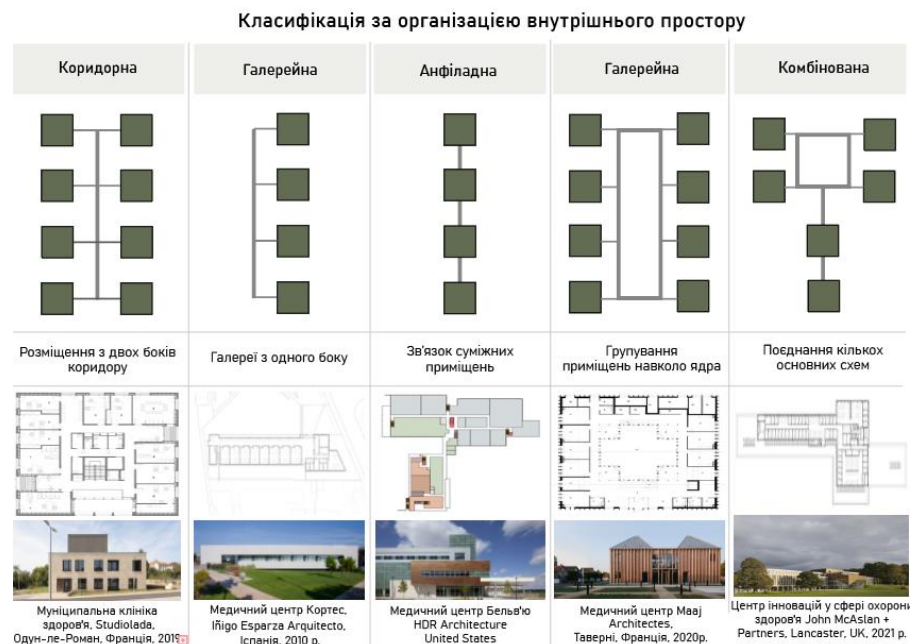 Класифікація за організацією внутрішнього простору
Коридорна
Галерейна
Анфіладна
Галерейна
Комбінована
Розміщення з двох боків
коридору
Галереї з одного боку
Зв'язок суміжних
приміщень
Групування
приміщень навколо ядра
Поєднання кількох
основних схем
Муніципальна клініка
здоров'я, Studiolada,
Одун-ле-Роман, Франція, 2019
Медичний центр Кортес,
Iñigo Esparza Arquitecto,
Іспанія, 2010 р.
Медичний центр Бельв'ю
HDR Architecture
United States
Медичний центр Maaj
Architectes,
Таверні, Франція, 2020р.
Центр інновацій у сфері охорони
здоров'я John McAslan +
Partners, Lancaster, UK, 2021 р.